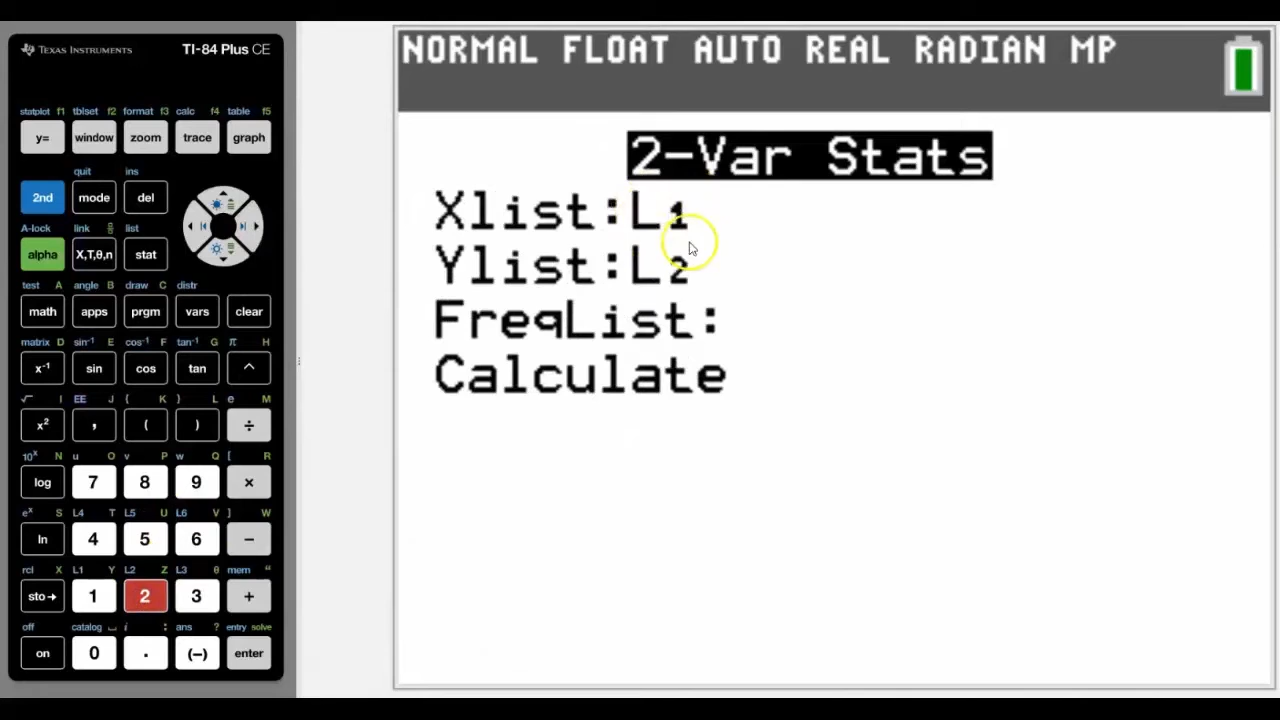 TEXAS INSTRUMENTS TI-84 Plus CE
statplot f1 tblset f2 format f3 calc f4 table f5
y= window zoom trace graph
quit ins
2nd mode del
A-lock link list
alpha X,T,θ,n stat
test A angle B draw C distr
math apps prgm vars clear
matrix D sin⁻¹ E cos⁻¹ F tan⁻¹ G π H
x⁻¹ sin cos tan ^
√ I EE J { K } L e M
x² , ( ) ÷
10ˣ N u O v P w Q [ R
log 7 8 9 ×
eˣ S L4 T L5 U L6 V ] W
ln 4 5 6 −
rcl X L1 Y L2 Z L3 θ mem “
sto→ 1 2 3 +
off catalog ⎵ i : ans ? entry solve
on 0 . (−) enter
NORMAL FLOAT AUTO REAL RADIAN MP
2-Var Stats
Xlist:L₁
Ylist:L₂
FreqList:
Calculate